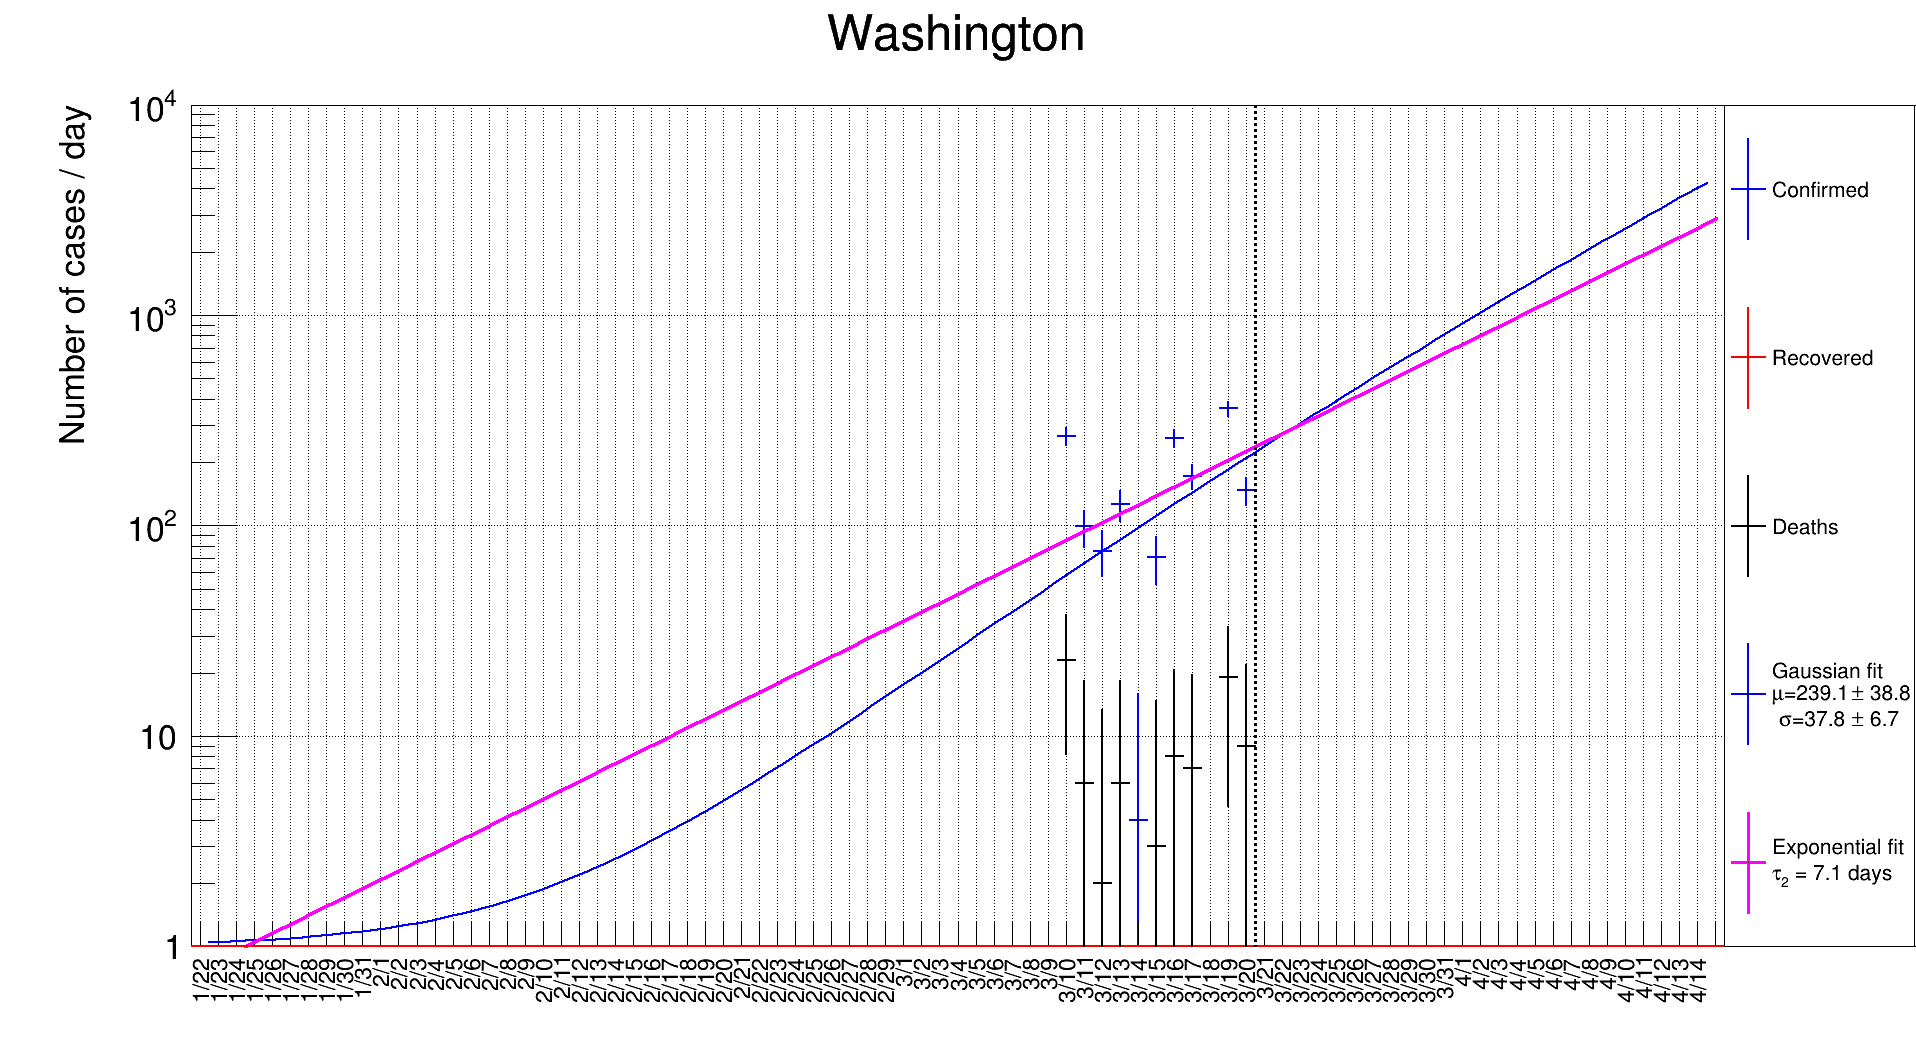 Washington
Number of cases / day
10⁴
10³
10²
10
1
1/22 1/23 1/24 1/25 1/26 1/27 1/28 1/29 1/30 1/31 2/1 2/2 2/3 2/4 2/5 2/6 2/7 2/8 2/9 2/10 2/11 2/12 2/13 2/14 2/15 2/16 2/17 2/18 2/19 2/20 2/21 2/22 2/23 2/24 2/25 2/26 2/27 2/28 2/29 3/1 3/2 3/3 3/4 3/5 3/6 3/7 3/8 3/9 3/10 3/11 3/12 3/13 3/14 3/15 3/16 3/17 3/18 3/19 3/20 3/21 3/22 3/23 3/24 3/25 3/26 3/27 3/28 3/29 3/30 3/31 4/1 4/2 4/3 4/4 4/5 4/6 4/7 4/8 4/9 4/10 4/11 4/12 4/13 4/14
Confirmed
Recovered
Deaths
Gaussian fit
μ=239.1 ± 38.8
σ=37.8 ± 6.7
Exponential fit
τ₂ = 7.1 days